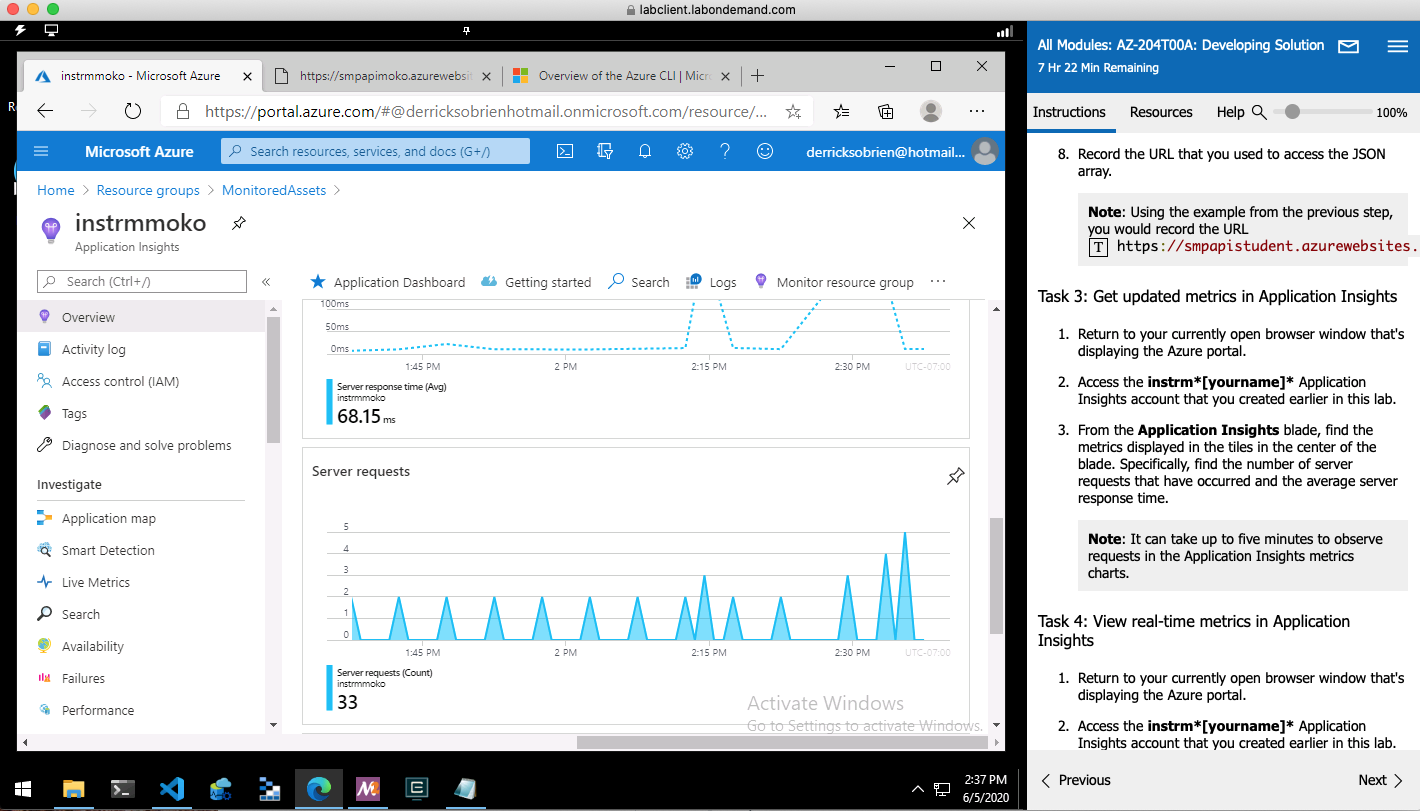 labclient.labondemand.com
instrmmoko - Microsoft Azure
https://smpapimoko.azurewebsit
Overview of the Azure CLI | Micr
https://portal.azure.com/#@derricksobrienhotmail.onmicrosoft.com/resource/...
Microsoft Azure
Search resources, services, and docs (G+/)
derricksobrien@hotmail....
Home > Resource groups > MonitoredAssets >
instrmmoko
Application Insights
Search (Ctrl+/)
«
Overview
Activity log
Access control (IAM)
Tags
Diagnose and solve problems
Investigate
Application map
Smart Detection
Live Metrics
Search
Availability
Failures
Performance
Application Dashboard
Getting started
Search
Logs
Monitor resource group
...
100ms
50ms
0ms
1:45 PM
2 PM
2:15 PM
2:30 PM
UTC-07:00
Server response time (Avg)
instrmmoko
68.15 ms
Server requests
5
4
3
2
1
0
1:45 PM
2 PM
2:15 PM
2:30 PM
UTC-07:00
Server requests (Count)
instrmmoko
33
Activate Windows
Go to Settings to activate Windows.
2:37 PM
6/5/2020
All Modules: AZ-204T00A: Developing Solution
7 Hr 22 Min Remaining
Instructions
Resources
Help
100%
8. Record the URL that you used to access the JSON
array.
Note: Using the example from the previous step,
you would record the URL
T https://smpapistudent.azurewebsites.
Task 3: Get updated metrics in Application Insights
1. Return to your currently open browser window that's
displaying the Azure portal.
2. Access the instrm*[yourname]* Application
Insights account that you created earlier in this lab.
3. From the Application Insights blade, find the
metrics displayed in the tiles in the center of the
blade. Specifically, find the number of server
requests that have occurred and the average server
response time.
Note: It can take up to five minutes to observe
requests in the Application Insights metrics
charts.
Task 4: View real-time metrics in Application
Insights
1. Return to your currently open browser window that's
displaying the Azure portal.
2. Access the instrm*[yourname]* Application
Insights account that you created earlier in this lab.
Previous
Next